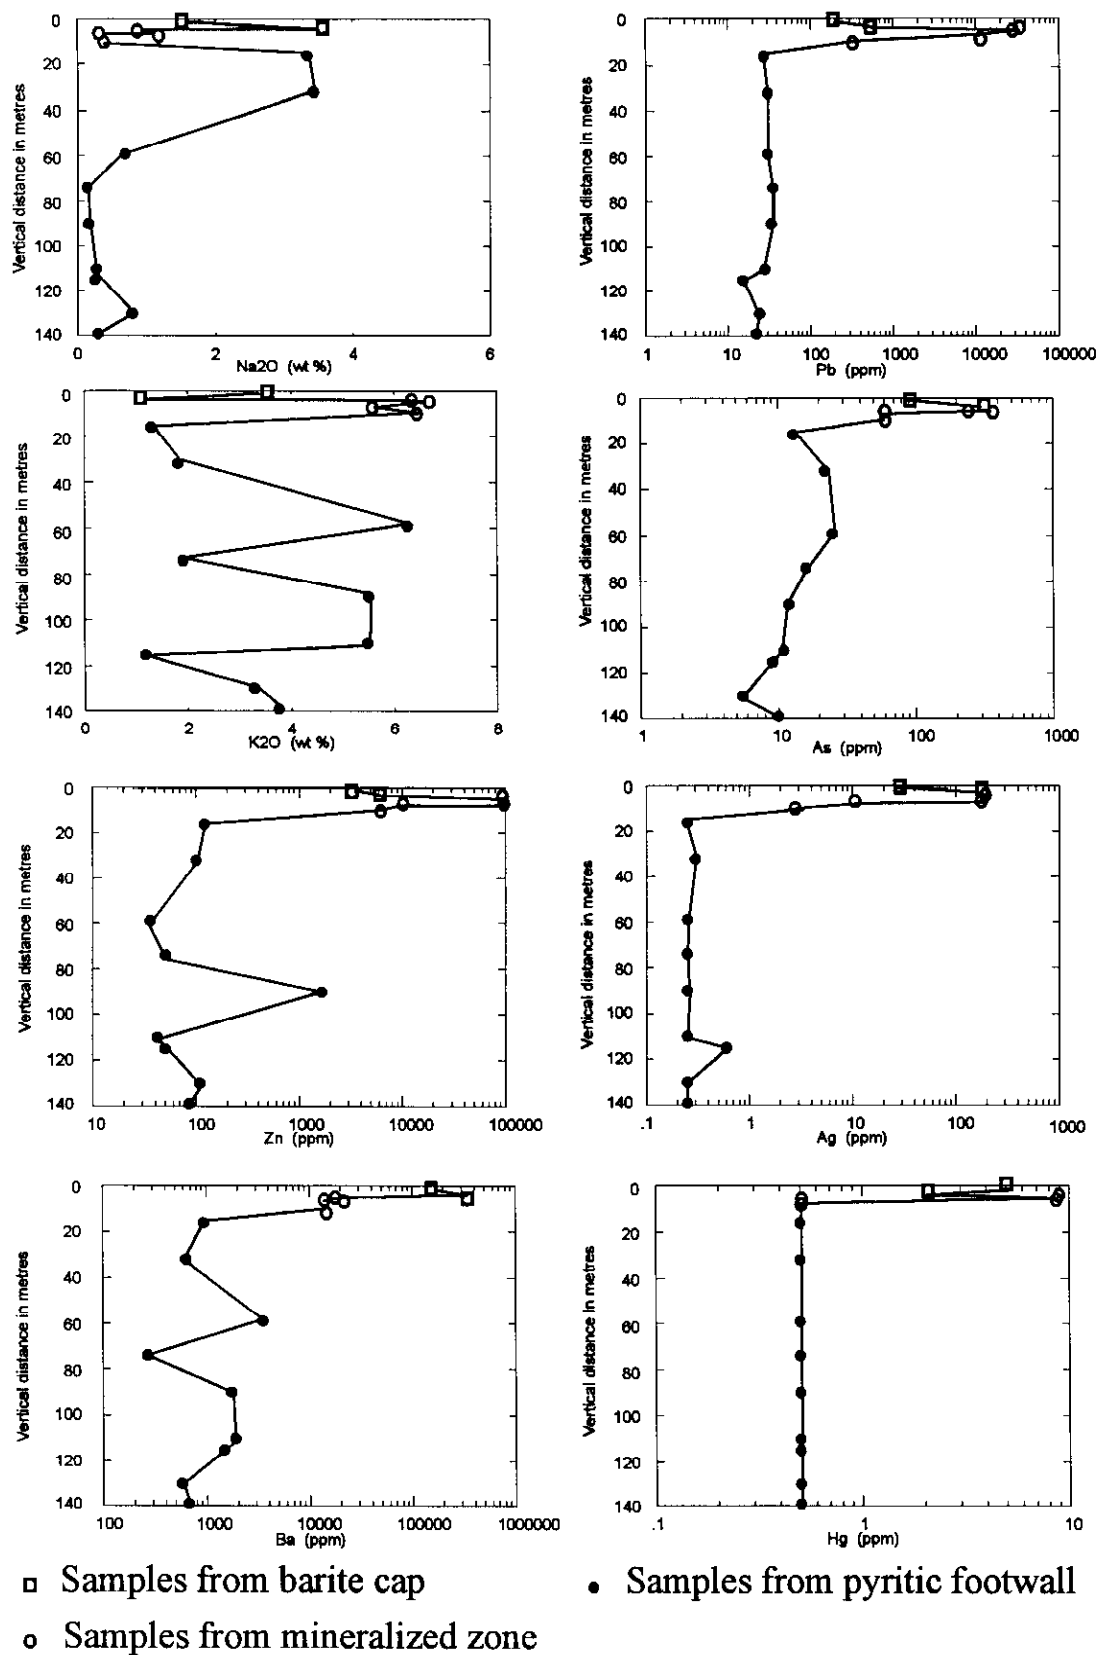 0
20
40
60
80
100
120
140
Vertical distance in metres
0 2 4 6
Na2O (wt %)
0
20
40
60
80
100
120
140
Vertical distance in metres
1 10 100 1000 10000 100000
Pb (ppm)
0
20
40
60
80
100
120
140
Vertical distance in metres
0 2 4 6 8
K2O (wt %)
0
20
40
60
80
100
120
140
Vertical distance in metres
1 10 100 1000
As (ppm)
0
20
40
60
80
100
120
140
Vertical distance in metres
10 100 1000 10000 100000
Zn (ppm)
0
20
40
60
80
100
120
140
Vertical distance in metres
.1 1 10 100 1000
Ag (ppm)
0
20
40
60
80
100
120
140
Vertical distance in metres
100 1000 10000 100000 1000000
Ba (ppm)
0
20
40
60
80
100
120
140
Vertical distance in metres
.1 1 10
Hg (ppm)
Samples from barite cap
Samples from pyritic footwall
Samples from mineralized zone